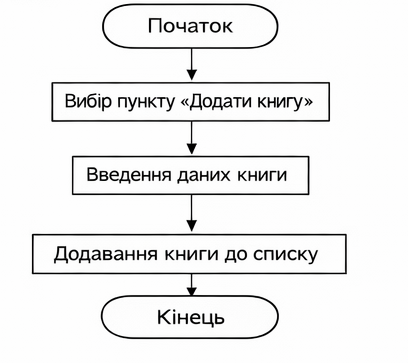 Початок
Вибір пункту «Додати книгу»
Введення даних книги
Додавання книги до списку
Кінець